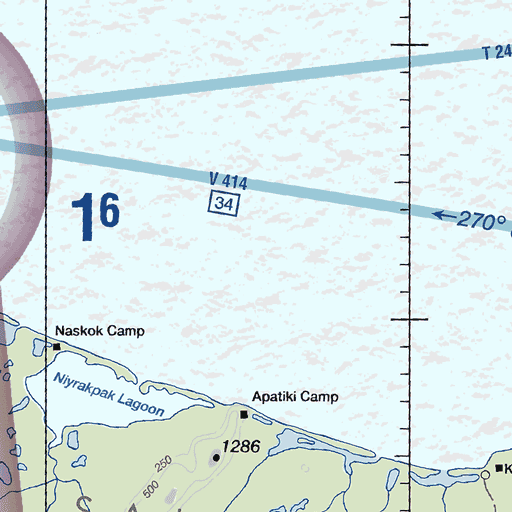 T 24
V 414
34
270°
16
Naskok Camp
Niyrakpak Lagoon
Apatiki Camp
1286
250
500
S
K